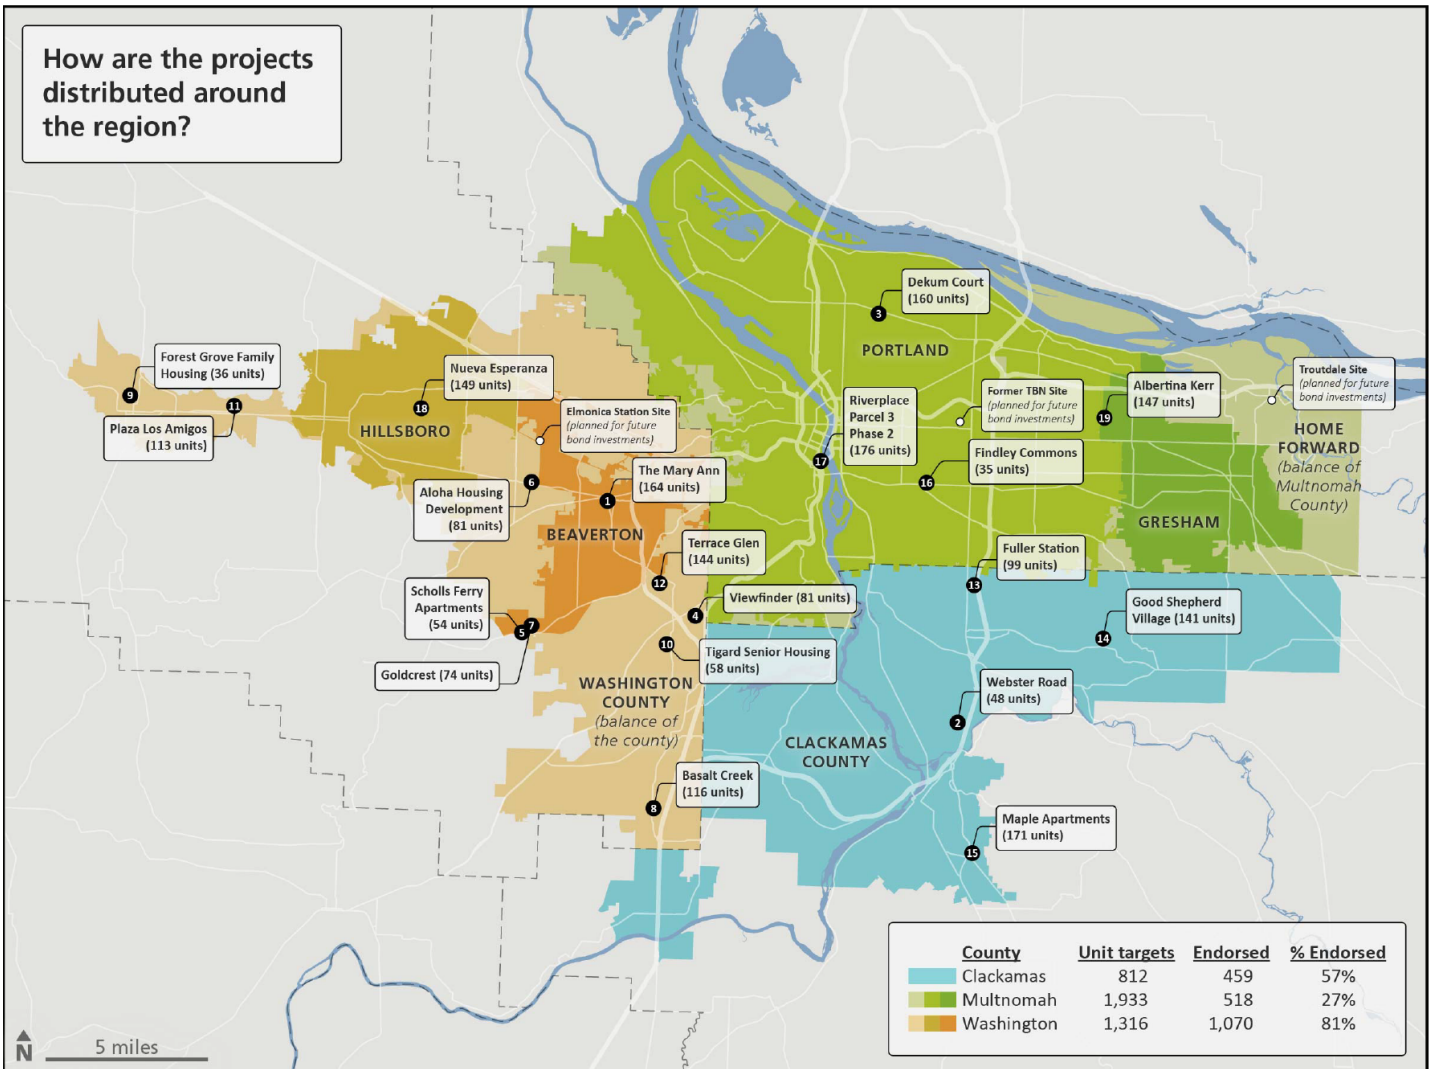 How are the projects
distributed around
the region?
Dekum Court
(160 units)
3
PORTLAND
Forest Grove Family
Housing (36 units)
9
11
Plaza Los Amigos
(113 units)
Nueva Esperanza
(149 units)
18
HILLSBORO
Elmonica Station Site
(planned for future
bond investments)
Riverplace
Parcel 3
Phase 2
(176 units)
17
Former TBN Site
(planned for future
bond investments)
Albertina Kerr
(147 units)
19
Troutdale Site
(planned for future
bond investments)
HOME
FORWARD
(balance of
Multnomah
County)
Findley Commons
(35 units)
16
GRESHAM
The Mary Ann
(164 units)
1
6
Aloha Housing
Development
(81 units)
BEAVERTON
Terrace Glen
(144 units)
12
Fuller Station
(99 units)
13
Scholls Ferry
Apartments
(54 units)
5
7
Goldcrest (74 units)
Viewfinder (81 units)
4
10
Tigard Senior Housing
(58 units)
Good Shepherd
Village (141 units)
14
WASHINGTON
COUNTY
(balance of
the county)
Webster Road
(48 units)
2
CLACKAMAS
COUNTY
Basalt Creek
(116 units)
8
Maple Apartments
(171 units)
15
County Unit targets Endorsed % Endorsed
Clackamas 812 459 57%
Multnomah 1,933 518 27%
Washington 1,316 1,070 81%
N
5 miles